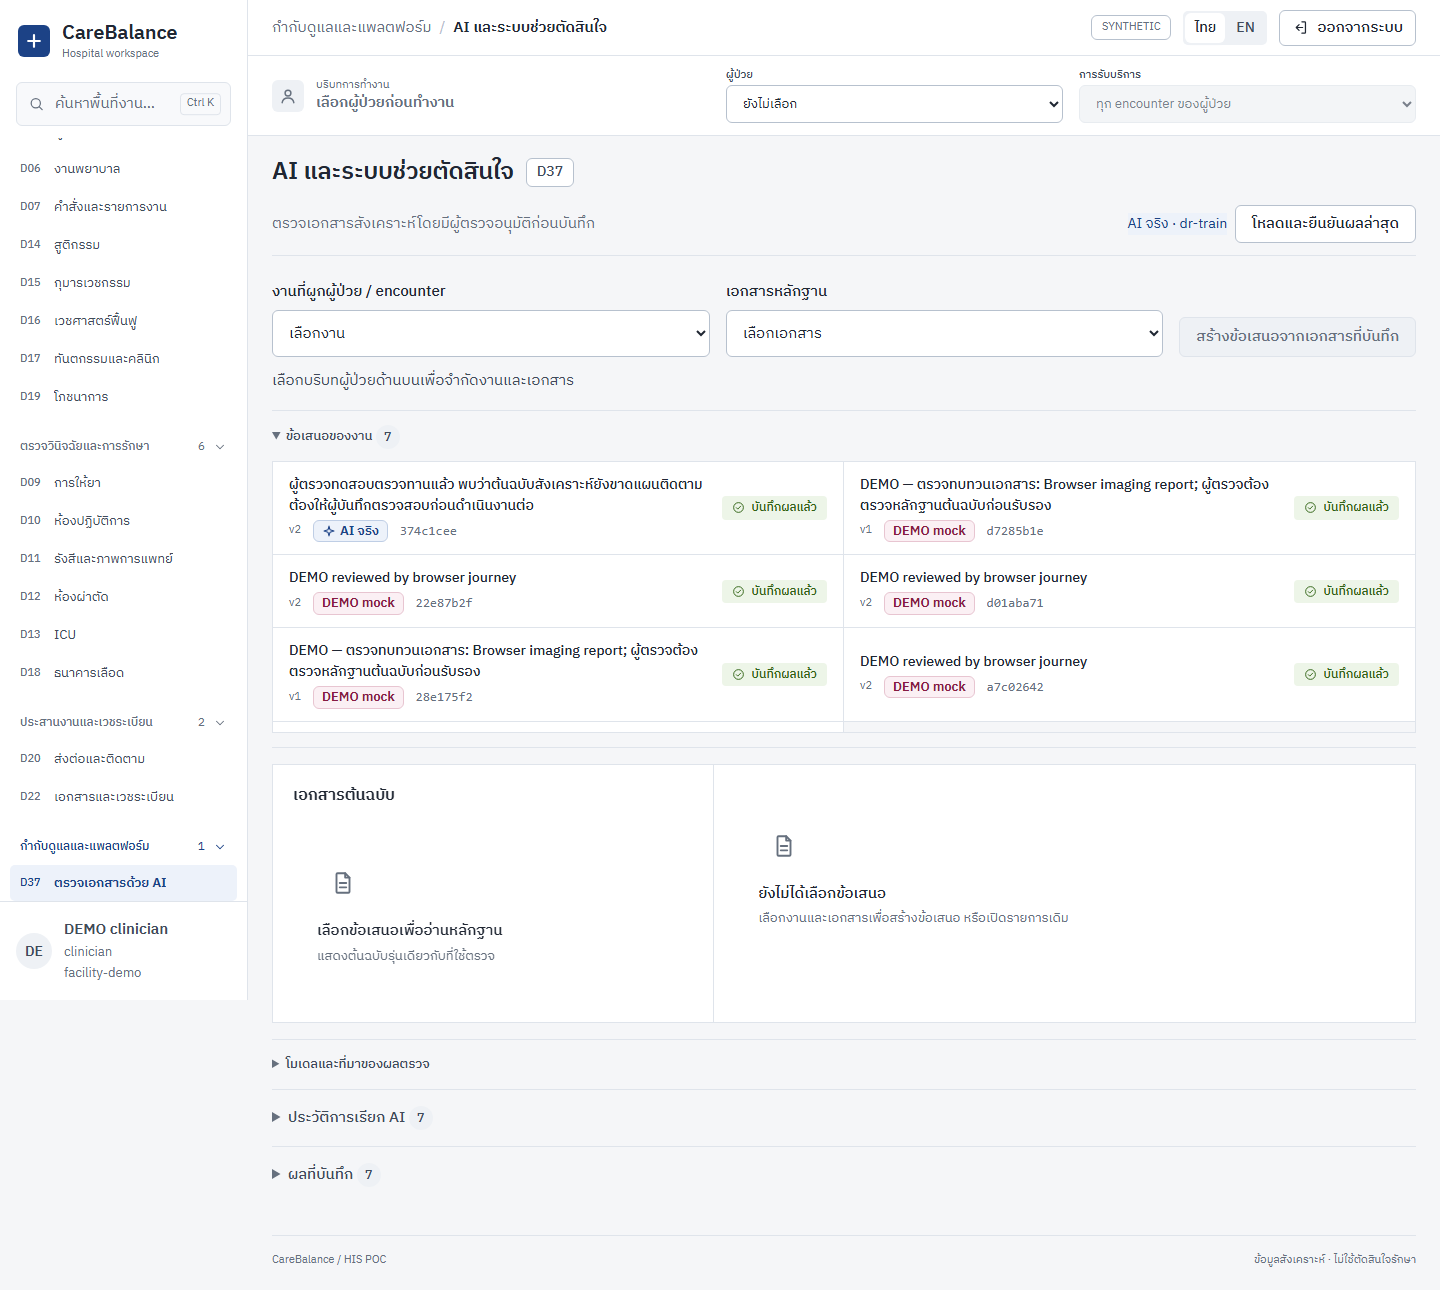 CareBalance
Hospital workspace
ค้นหาพื้นที่งาน... Ctrl K
D06 งานพยาบาล
D07 คำสั่งและรายการงาน
D14 สูติกรรม
D15 กุมารเวชกรรม
D16 เวชศาสตร์ฟื้นฟู
D17 ทันตกรรมและคลินิก
D19 โภชนาการ
ตรวจวินิจฉัยและการรักษา 6
D09 การให้ยา
D10 ห้องปฏิบัติการ
D11 รังสีและภาพการแพทย์
D12 ห้องผ่าตัด
D13 ICU
D18 ธนาคารเลือด
ประสานงานและเวชระเบียน 2
D20 ส่งต่อและติดตาม
D22 เอกสารและเวชระเบียน
กำกับดูแลและแพลตฟอร์ม 1
D37 ตรวจเอกสารด้วย AI
DE
DEMO clinician
clinician
facility-demo
กำกับดูแลและแพลตฟอร์ม / AI และระบบช่วยตัดสินใจ
SYNTHETIC ไทย EN ออกจากระบบ
บริบทการทำงาน
เลือกผู้ป่วยก่อนทำงาน
ผู้ป่วย
ยังไม่เลือก
การรับบริการ
ทุก encounter ของผู้ป่วย
AI และระบบช่วยตัดสินใจ D37
ตรวจเอกสารสังเคราะห์โดยมีผู้ตรวจอนุมัติก่อนบันทึก
AI จริง · dr-train โหลดและยืนยันผลล่าสุด
งานที่ผูกผู้ป่วย / encounter
เลือกงาน
เอกสารหลักฐาน
เลือกเอกสาร
สร้างข้อเสนอจากเอกสารที่บันทึก
เลือกบริบทผู้ป่วยด้านบนเพื่อจำกัดงานและเอกสาร
ข้อเสนอของงาน 7
ผู้ตรวจทดสอบตรวจทานแล้ว พบว่าต้นฉบับสังเคราะห์ยังขาดแผนติดตาม
ต้องให้ผู้บันทึกตรวจสอบก่อนดำเนินงานต่อ
v2 AI จริง 374c1cee
บันทึกผลแล้ว
DEMO — ตรวจทบทวนเอกสาร: Browser imaging report; ผู้ตรวจต้อง
ตรวจหลักฐานต้นฉบับก่อนรับรอง
v1 DEMO mock d7285b1e
บันทึกผลแล้ว
DEMO reviewed by browser journey
v2 DEMO mock 22e87b2f
บันทึกผลแล้ว
DEMO reviewed by browser journey
v2 DEMO mock d01aba71
บันทึกผลแล้ว
DEMO — ตรวจทบทวนเอกสาร: Browser imaging report; ผู้ตรวจต้อง
ตรวจหลักฐานต้นฉบับก่อนรับรอง
v1 DEMO mock 28e175f2
บันทึกผลแล้ว
DEMO reviewed by browser journey
v2 DEMO mock a7c02642
บันทึกผลแล้ว
เอกสารต้นฉบับ
เลือกข้อเสนอเพื่ออ่านหลักฐาน
แสดงต้นฉบับรุ่นเดียวกับที่ใช้ตรวจ
ยังไม่ได้เลือกข้อเสนอ
เลือกงานและเอกสารเพื่อสร้างข้อเสนอ หรือเปิดรายการเดิม
โมเดลและที่มาของผลตรวจ
ประวัติการเรียก AI 7
ผลที่บันทึก 7
CareBalance / HIS POC
ข้อมูลสังเคราะห์ · ไม่ใช้ตัดสินใจรักษา